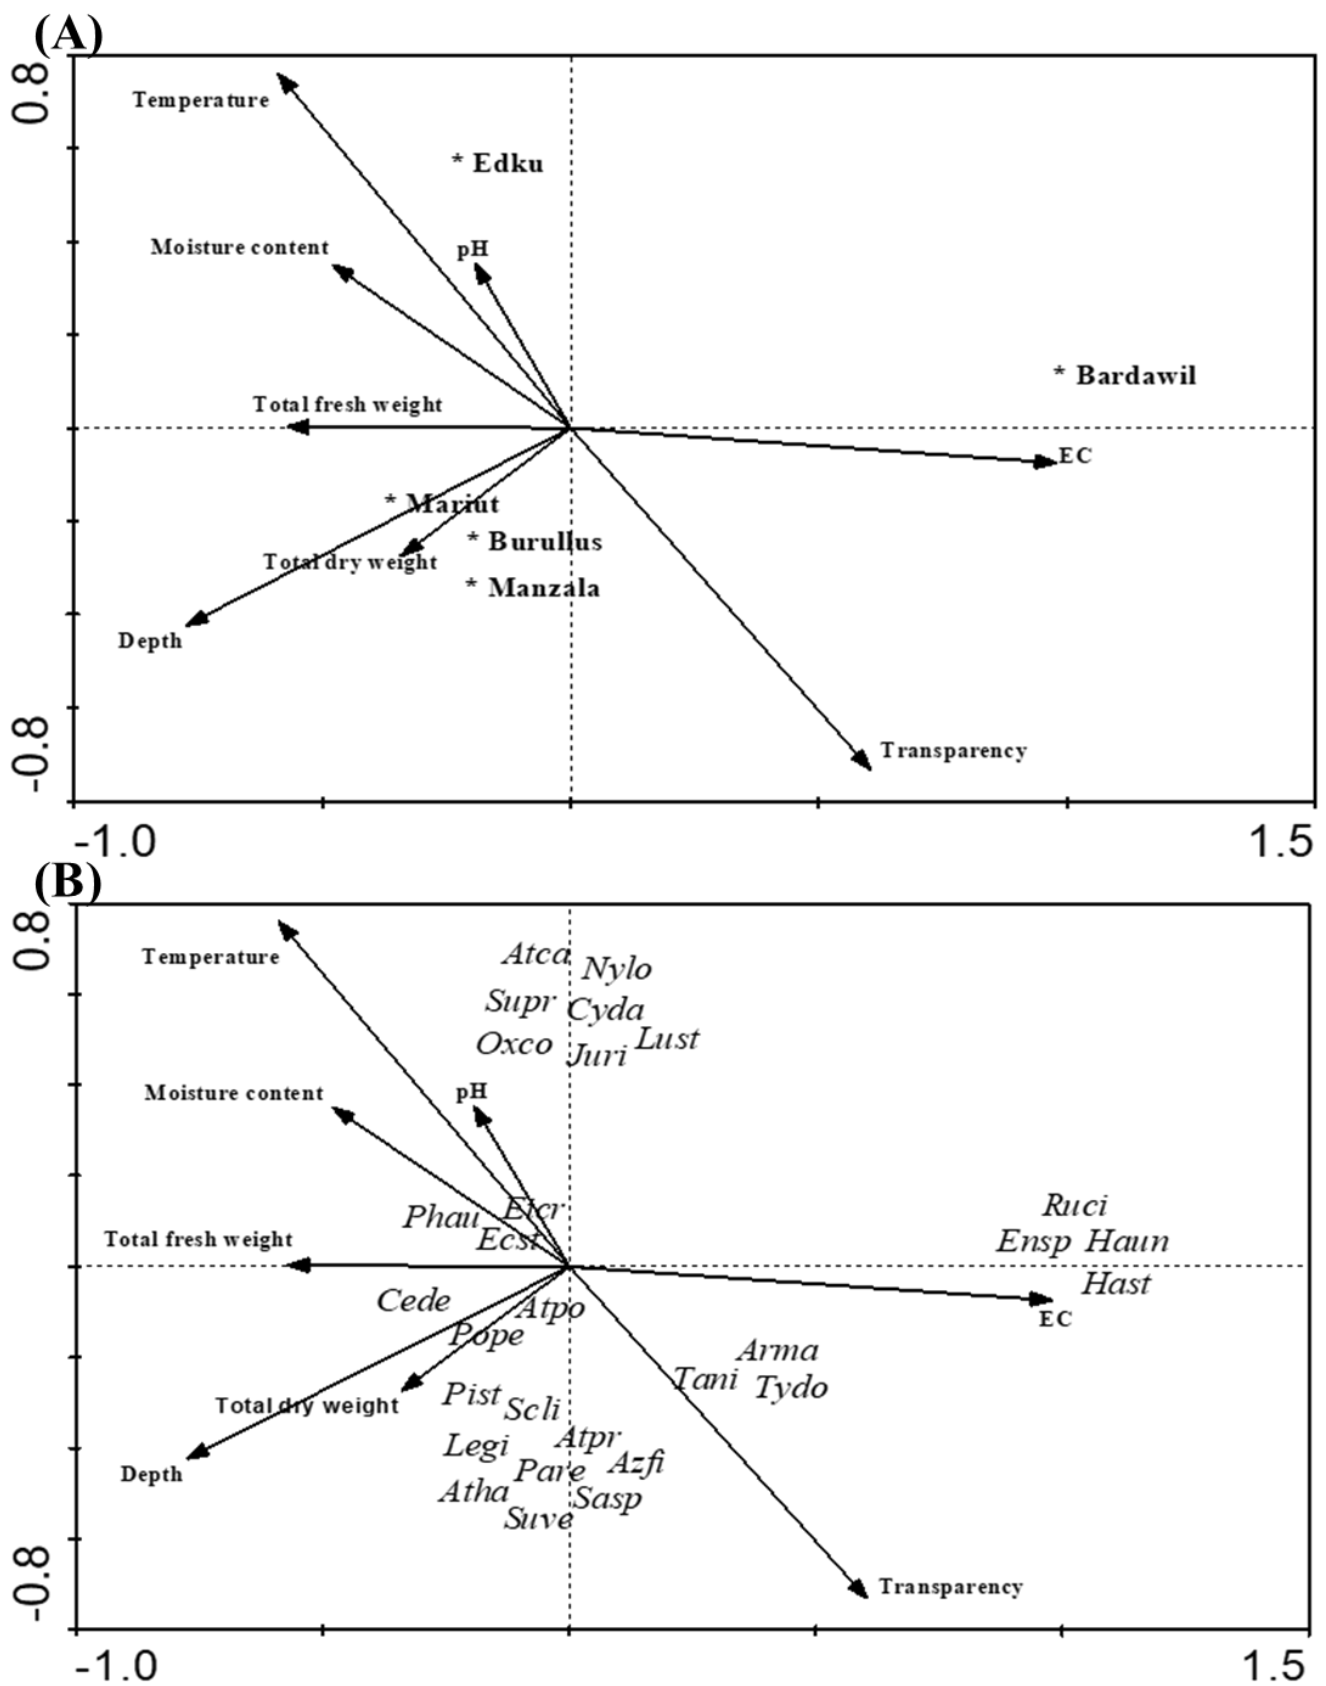 (A)
0.8
Temperature
* Edku
Moisture content
pH
* Bardawil
Total fresh weight
EC
* Mariut
* Burullus
Total dry weight
* Manzala
Depth
Transparency
-0.8
-1.0
1.5
(B)
0.8
Temperature
Atca
Nylo
Supr
Cyda
Oxco
Juri
Lust
Moisture content
pH
Phau
Eicr
Ecst
Ruci
Total fresh weight
Ensp
Haun
Hast
Cede
Atpo
EC
Pope
Arma
Tani
Tydo
Total dry weight
Pist
Scli
Legi
Atpr
Pare
Azfi
Depth
Atha
Sasp
Suve
Transparency
-0.8
-1.0
1.5